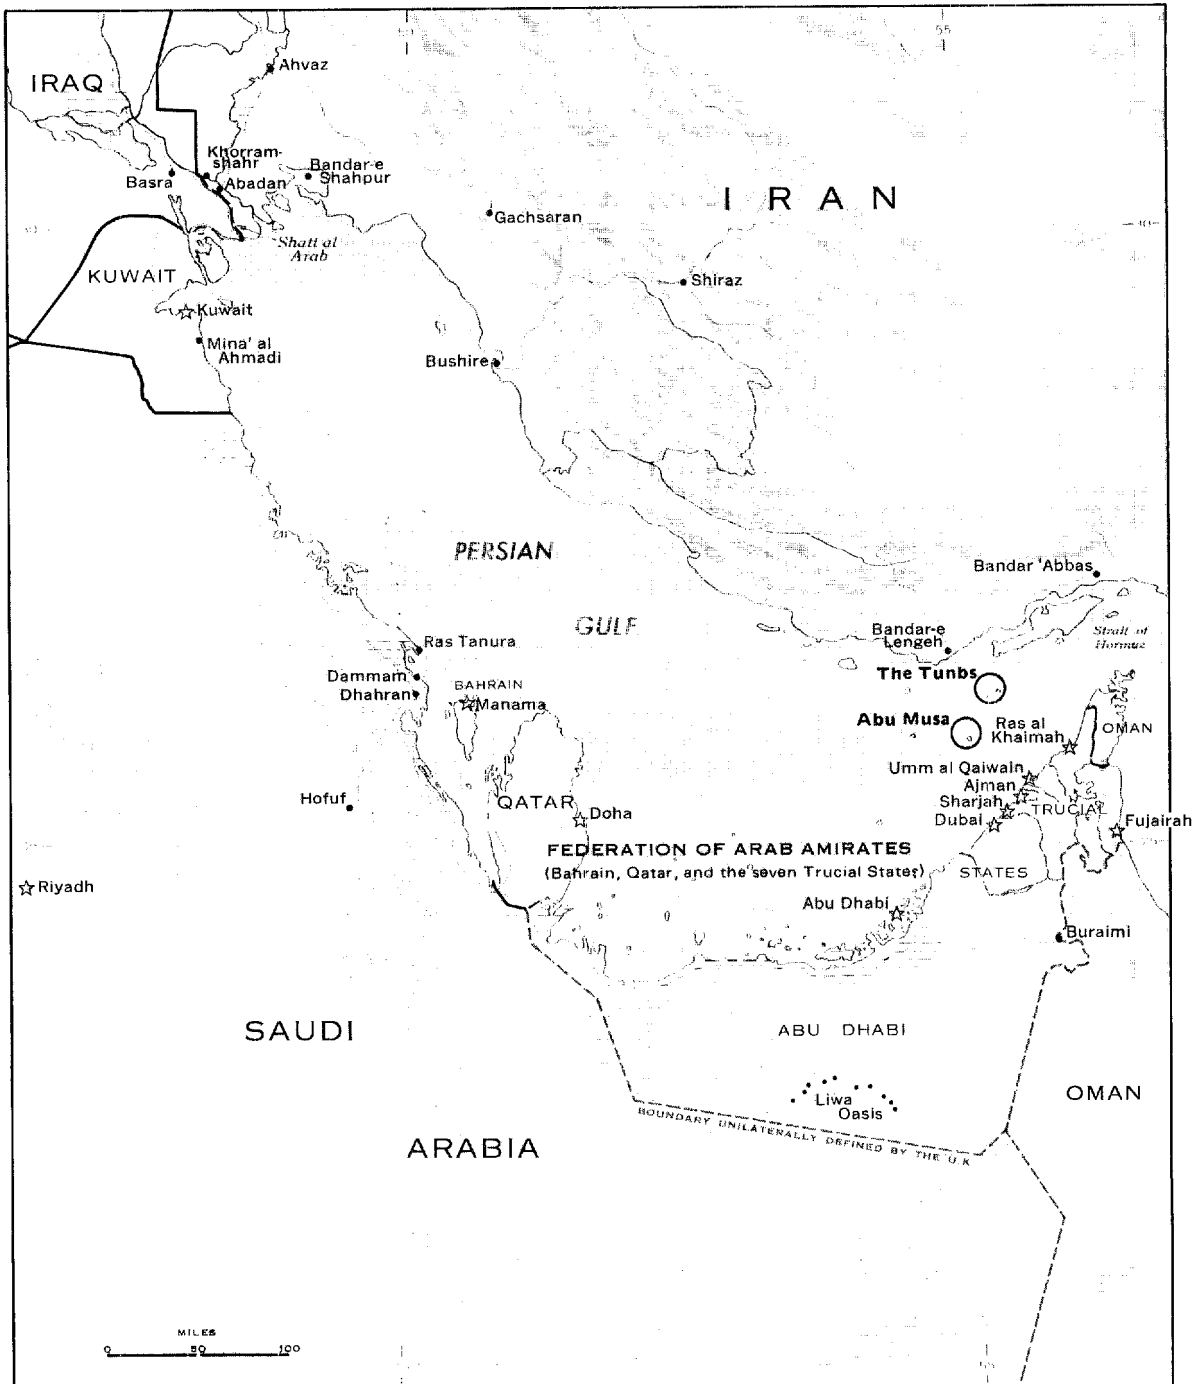 55
Ahvaz
IRAQ
Khorram-
shahr
Bandar-e
Shahpur
Basra
Abadan
IRAN
Gachsaran
30
Shatt al
Arab
KUWAIT
Shiraz
Kuwait
Mina' al
Ahmadi
Bushire
PERSIAN
GULF
Bandar 'Abbas
Bandar-e
Lengeh
Strait of
Hormuz
Ras Tanura
The Tunbs
Dammam
Dhahran
BAHRAIN
Manama
Abu Musa
Ras al
Khaimah
OMAN
Umm al Qaiwain
Ajman
Sharjah
Dubai
TRUCIAL
STATES
Fujairah
Hofuf
QATAR
Doha
FEDERATION OF ARAB AMIRATES
(Bahrain, Qatar, and the seven Trucial States)
Riyadh
Abu Dhabi
Buraimi
SAUDI
ARABIA
ABU DHABI
Liwa
Oasis
OMAN
BOUNDARY UNILATERALLY DEFINED BY THE U.K
MILES
0 50 100